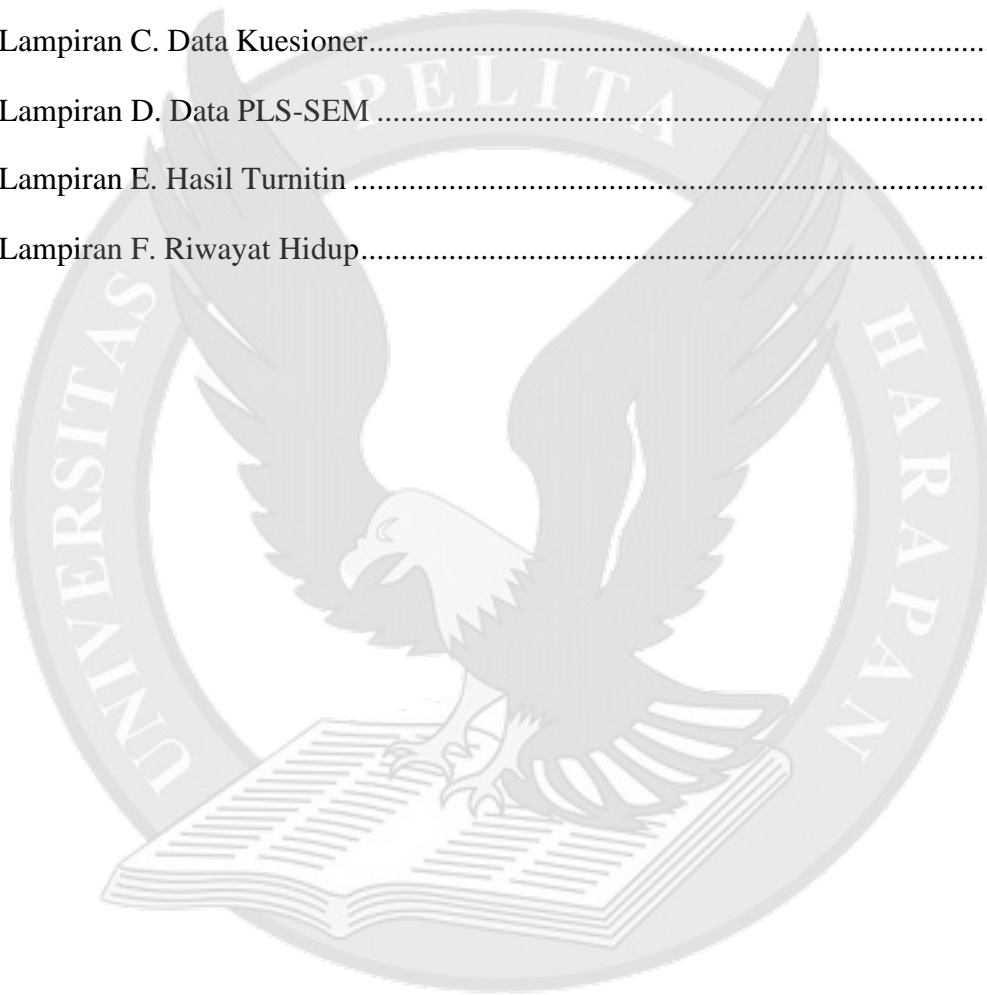 Lampiran C. Data Kuesioner........................................................................................
Lampiran D. Data PLS-SEM .......................................................................................
Lampiran E. Hasil Turnitin ..........................................................................................
Lampiran F. Riwayat Hidup.........................................................................................
UNIVERSITAS PELITA HARAPAN